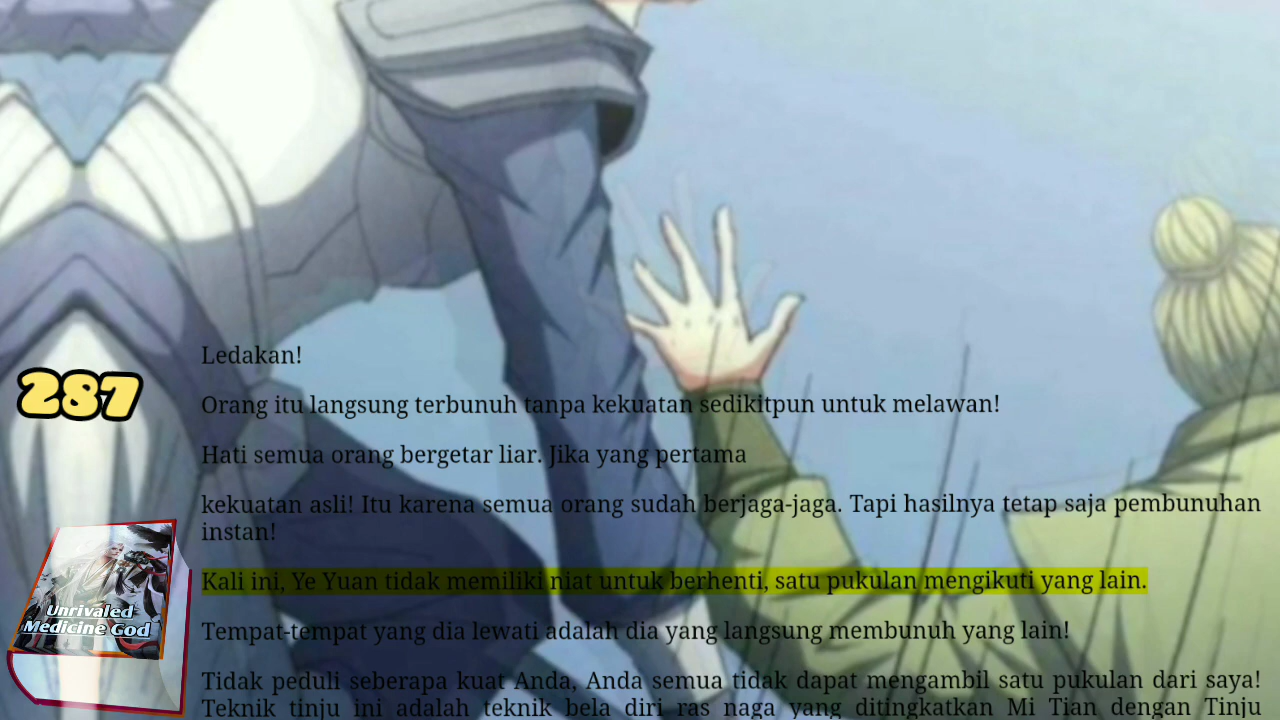 Ledakan!
287
Orang itu langsung terbunuh tanpa kekuatan sedikitpun untuk melawan!
Hati semua orang bergetar liar. Jika yang pertama
kekuatan asli! Itu karena semua orang sudah berjaga-jaga. Tapi hasilnya tetap saja pembunuhan
instan!
Kali ini, Ye Yuan tidak memiliki niat untuk berhenti, satu pukulan mengikuti yang lain.
Unrivaled
Medicine God
Tempat-tempat yang dia lewati adalah dia yang langsung membunuh yang lain!
Tidak peduli seberapa kuat Anda, Anda semua tidak dapat mengambil satu pukulan dari saya!
Teknik tinju ini adalah teknik bela diri ras naga yang ditingkatkan Mi Tian dengan Tinju